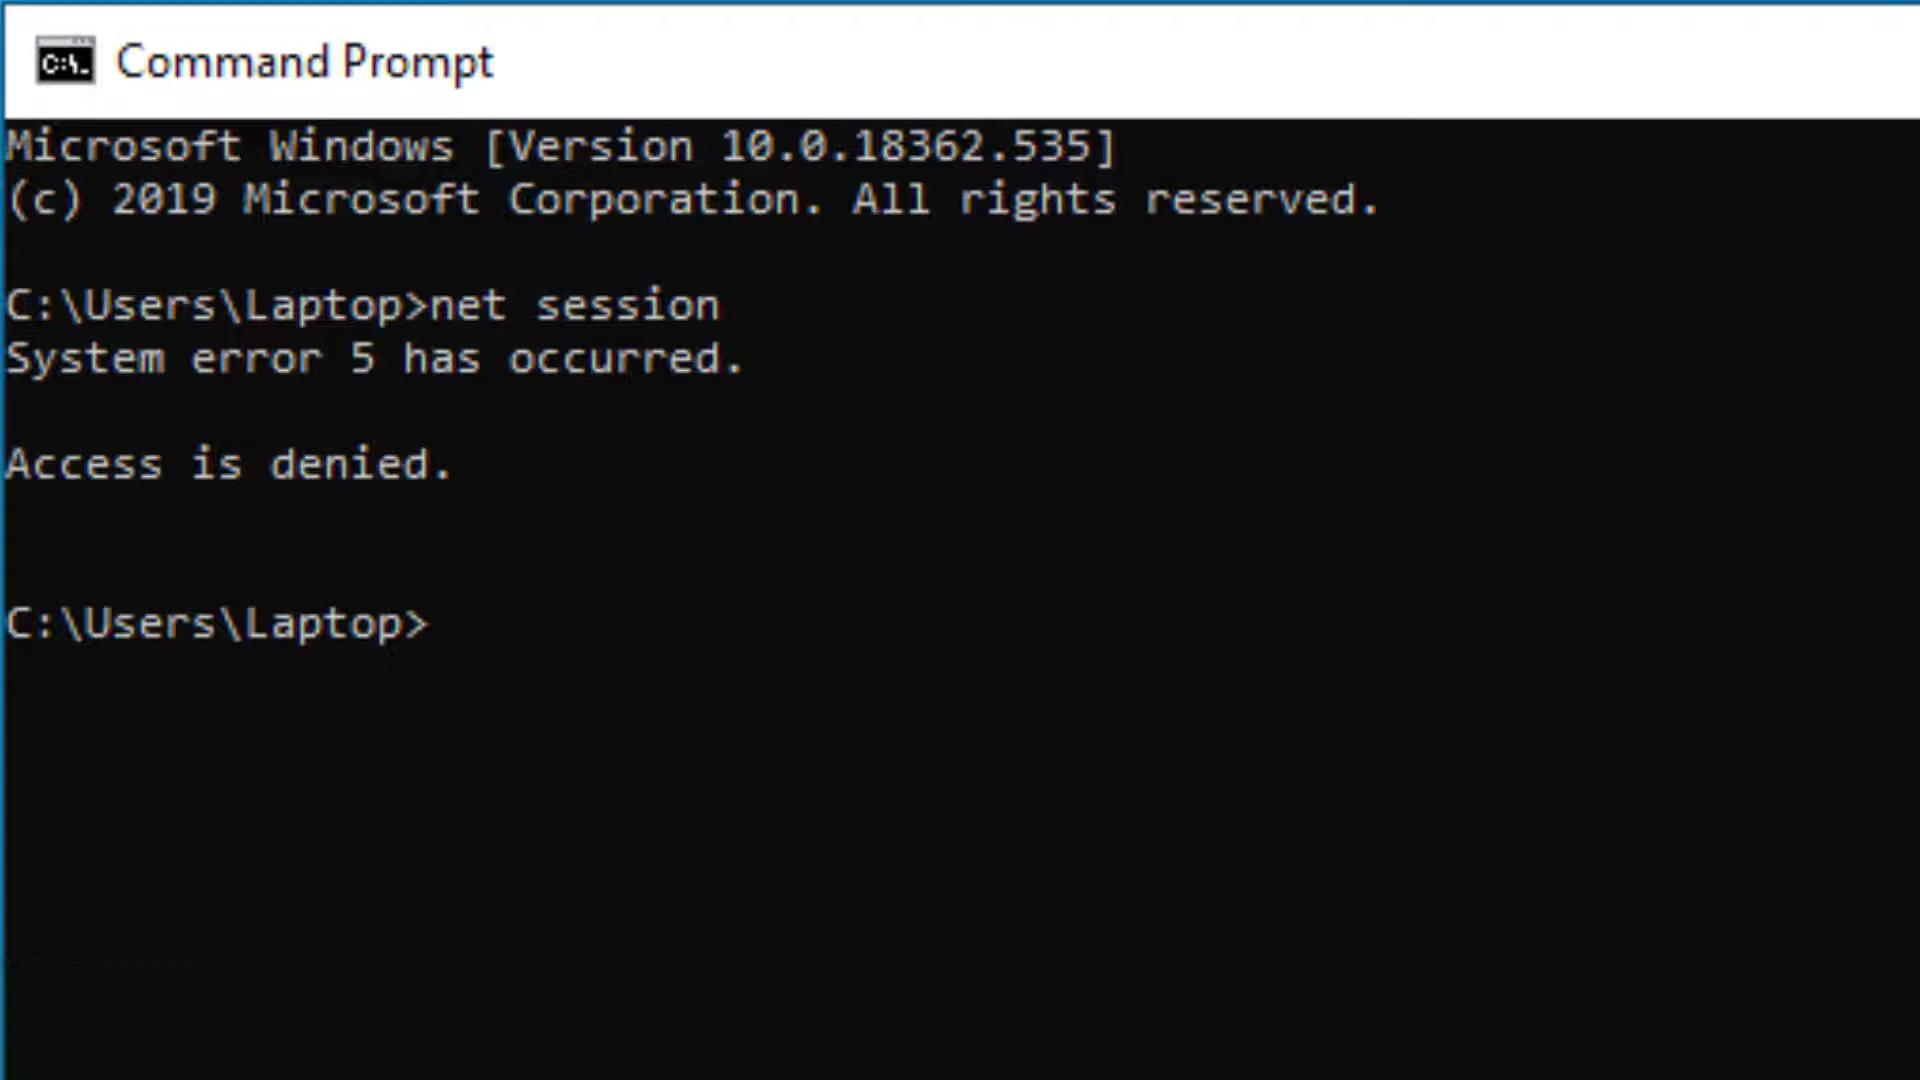 C:\_
Command Prompt
Microsoft Windows [Version 10.0.18362.535]
(c) 2019 Microsoft Corporation. All rights reserved.
C:\Users\Laptop>net session
System error 5 has occurred.
Access is denied.
C:\Users\Laptop>